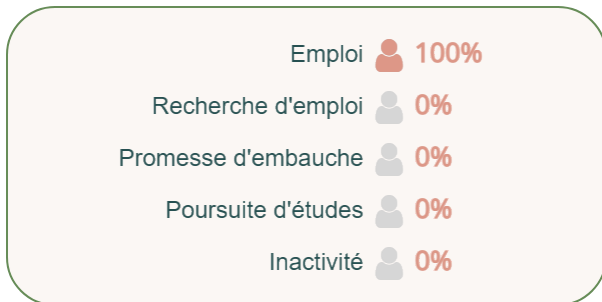 Emploi 100%
Recherche d'emploi 0%
Promesse d'embauche 0%
Poursuite d'études 0%
Inactivité 0%